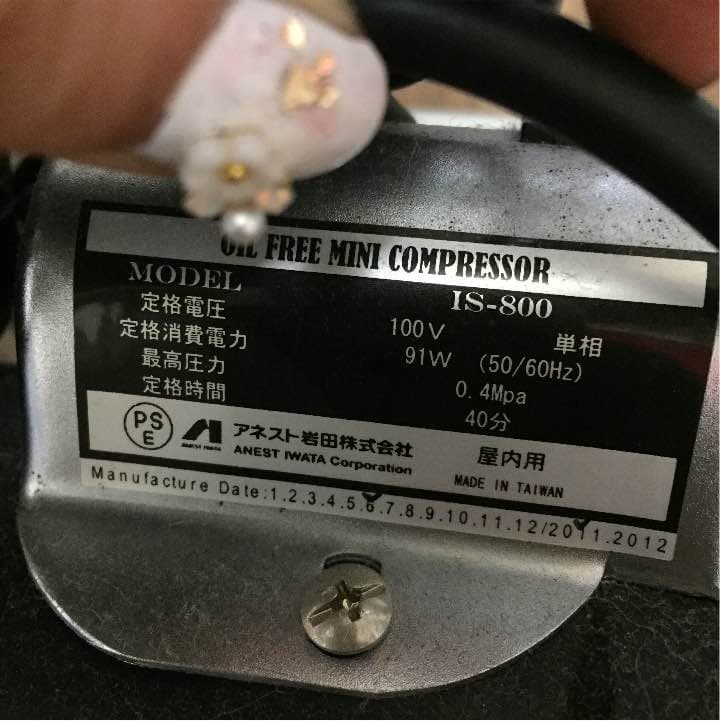 OIL FREE MINI COMPRESSOR
MODEL IS-800
定格電圧 100V 単相
定格消費電力 91W (50/60Hz)
最高圧力 0.4Mpa
定格時間 40分
PS
E
ANEST IWATA
アネスト岩田株式会社 屋内用
ANEST IWATA Corporation MADE IN TAIWAN
Manufacture Date:1.2.3.4.5.6.7.8.9.10.11.12/2011.2012